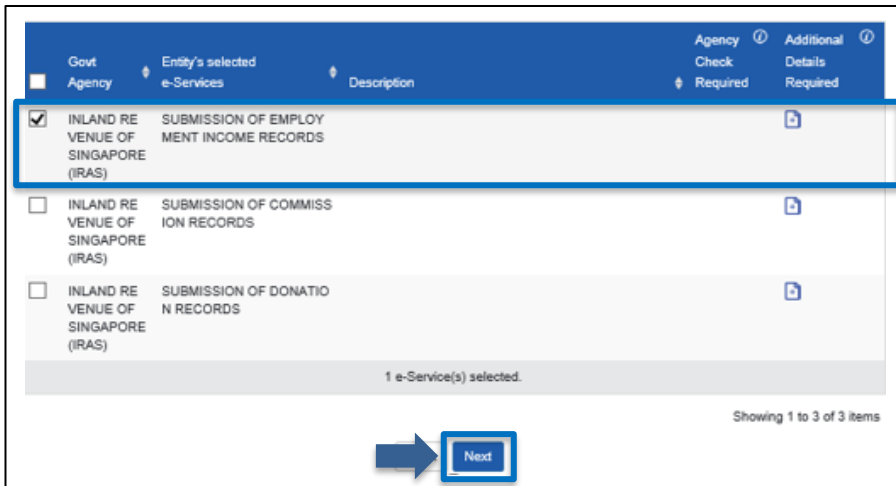 Govt Agency
Entity's selected e-Services
Description
Agency Check Required
Additional Details Required
INLAND RE
VENUE OF
SINGAPORE
(IRAS)
SUBMISSION OF EMPLOY
MENT INCOME RECORDS
INLAND RE
VENUE OF
SINGAPORE
(IRAS)
SUBMISSION OF COMMISS
ION RECORDS
INLAND RE
VENUE OF
SINGAPORE
(IRAS)
SUBMISSION OF DONATIO
N RECORDS
1 e-Service(s) selected.
Showing 1 to 3 of 3 items
Next